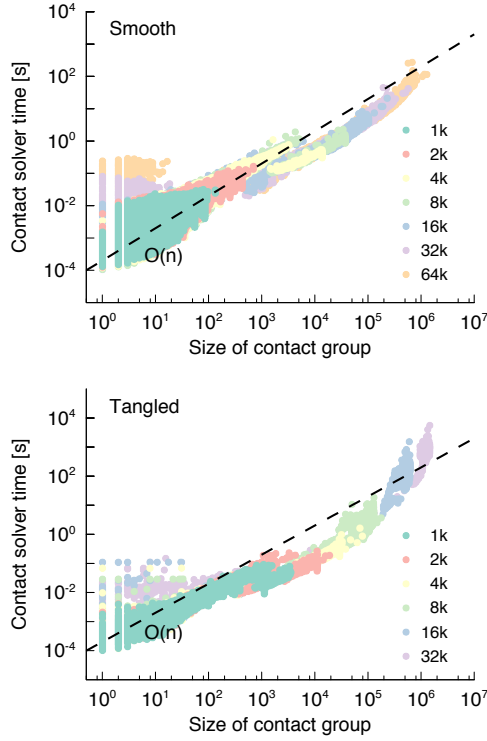 Smooth
Contact solver time [s]
10^4
10^2
10^0
10^-2
10^-4
1k
2k
4k
8k
16k
32k
64k
O(n)
10^0 10^1 10^2 10^3 10^4 10^5 10^6 10^7
Size of contact group
Tangled
Contact solver time [s]
10^4
10^2
10^0
10^-2
10^-4
1k
2k
4k
8k
16k
32k
O(n)
10^0 10^1 10^2 10^3 10^4 10^5 10^6 10^7
Size of contact group